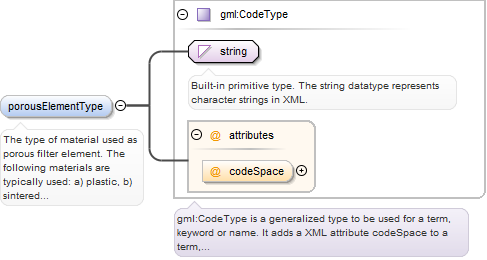 gml:CodeType
string
Built-in primitive type. The string datatype represents
character strings in XML.
porousElementType
The type of material used as
porous filter element. The
following materials are
typically used: a) plastic, b)
sintered...
@ attributes
@ codeSpace
gml:CodeType is a generalized type to be used for a term,
keyword or name. It adds a XML attribute codeSpace to a
term,...